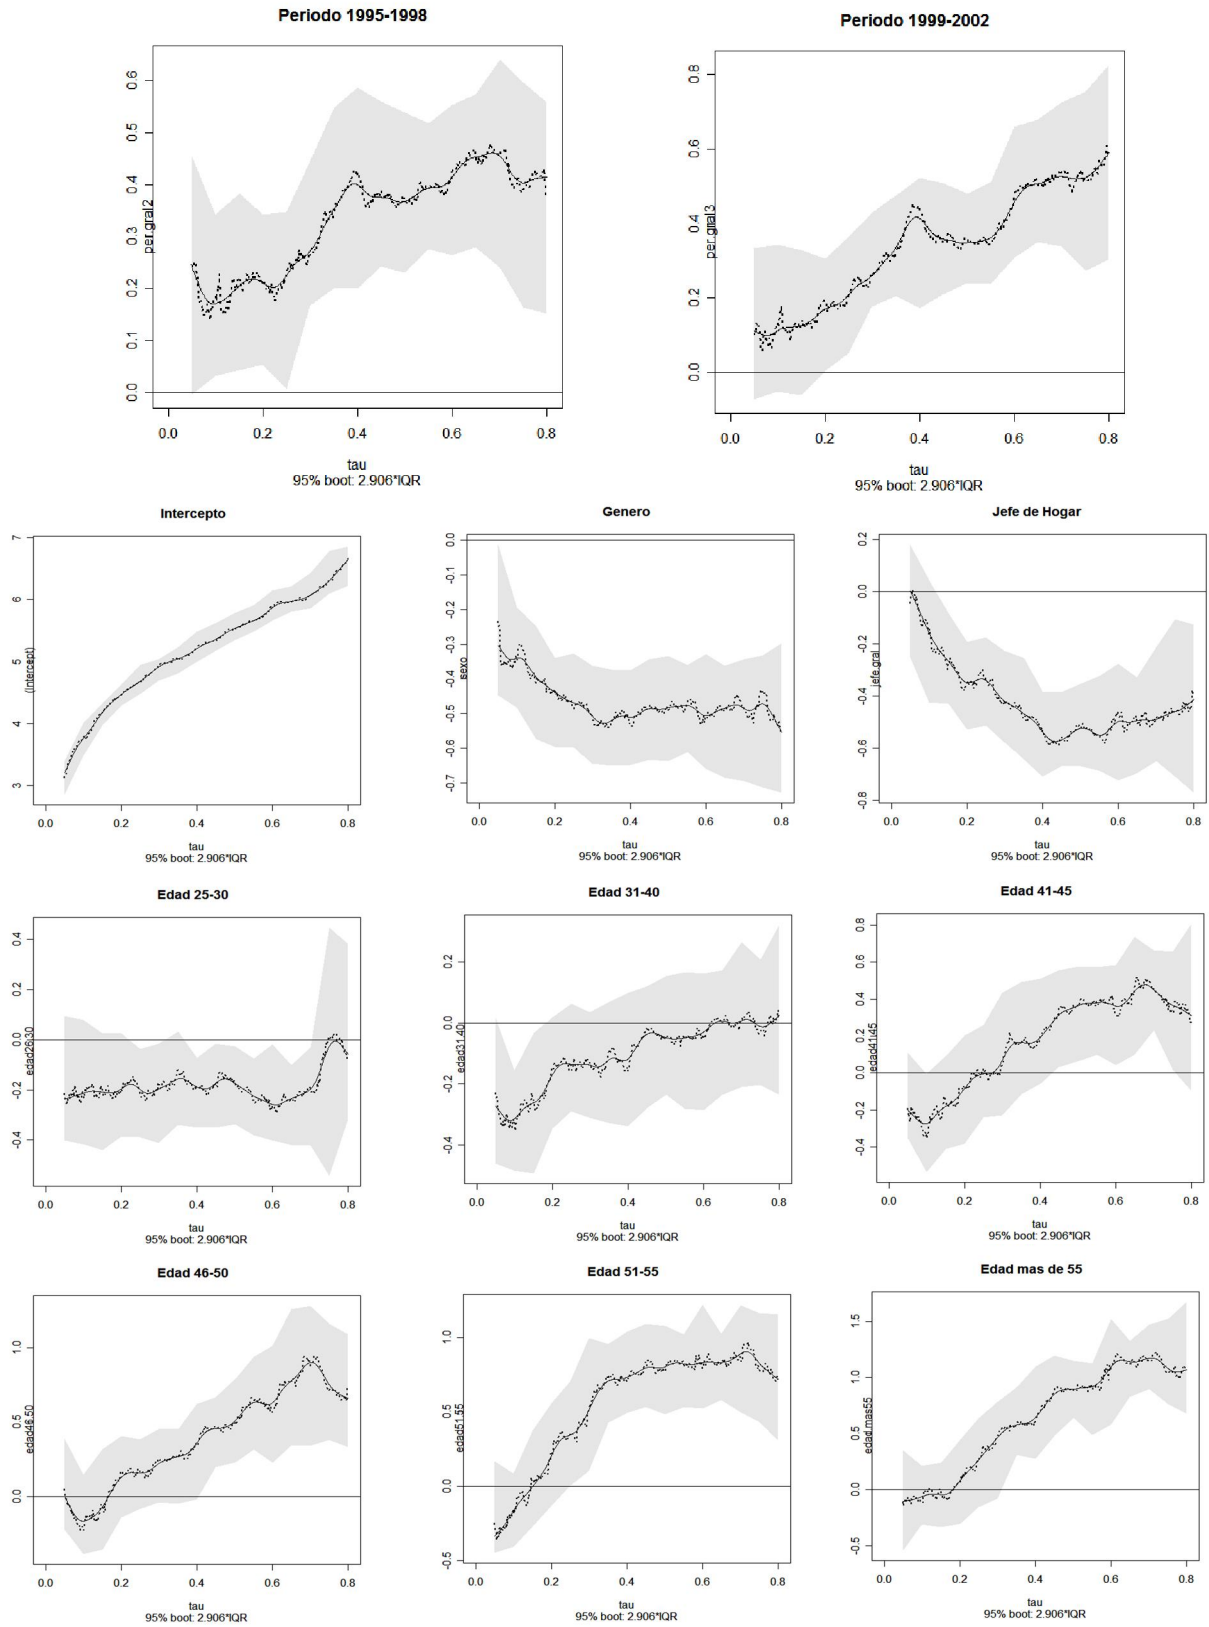 Periodo 1995-1998
Periodo 1999-2002
per.gral2
0.0 0.1 0.2 0.3 0.4 0.5 0.6
0.0 0.2 0.4 0.6 0.8
tau
95% boot: 2.906*IQR
per.gral3
0.0 0.2 0.4 0.6 0.8
0.0 0.2 0.4 0.6 0.8
tau
95% boot: 2.906*IQR
Intercepto
Genero
Jefe de Hogar
(Intercept)
3 4 5 6 7
0.0 0.2 0.4 0.6 0.8
tau
95% boot: 2.906*IQR
sexo
-0.7 -0.6 -0.5 -0.4 -0.3 -0.2 -0.1 0.0
0.0 0.2 0.4 0.6 0.8
tau
95% boot: 2.906*IQR
jefe.gral
-0.8 -0.6 -0.4 -0.2 0.0 0.2
0.0 0.2 0.4 0.6 0.8
tau
95% boot: 2.906*IQR
Edad 25-30
Edad 31-40
Edad 41-45
edad26.30
-0.4 -0.2 0.0 0.2 0.4
0.0 0.2 0.4 0.6 0.8
tau
95% boot: 2.906*IQR
edad31.40
-0.4 -0.2 0.0 0.2
0.0 0.2 0.4 0.6 0.8
tau
95% boot: 2.906*IQR
edad41.45
-0.4 -0.2 0.0 0.2 0.4 0.6 0.8
0.0 0.2 0.4 0.6 0.8
tau
95% boot: 2.906*IQR
Edad 46-50
Edad 51-55
Edad mas de 55
edad46.50
0.0 0.5 1.0
0.0 0.2 0.4 0.6 0.8
tau
95% boot: 2.906*IQR
edad51.55
-0.5 0.0 0.5 1.0
0.0 0.2 0.4 0.6 0.8
tau
95% boot: 2.906*IQR
edad.mas55
-0.5 0.0 0.5 1.0 1.5
0.0 0.2 0.4 0.6 0.8
tau
95% boot: 2.906*IQR